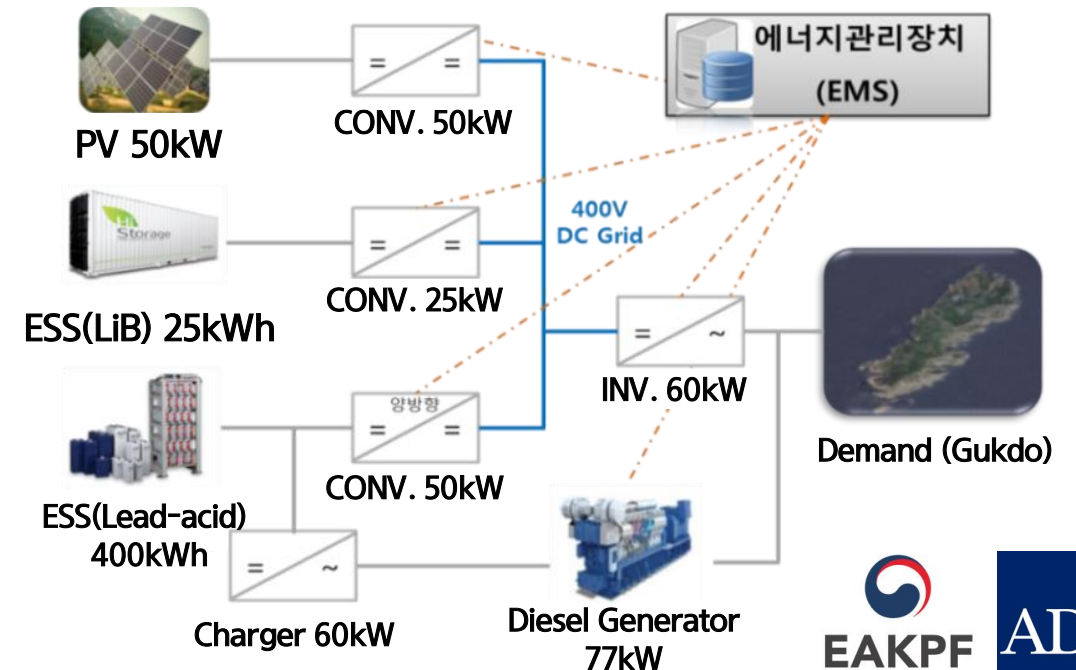 에너지관리장치
(EMS)
PV 50kW
CONV. 50kW
Hi
Storage
400V
DC Grid
ESS(LiB) 25kWh
CONV. 25kW
INV. 60kW
양방향
CONV. 50kW
Demand (Gukdo)
ESS(Lead-acid)
400kWh
Charger 60kW
Diesel Generator
77kW
EAKPF
AD